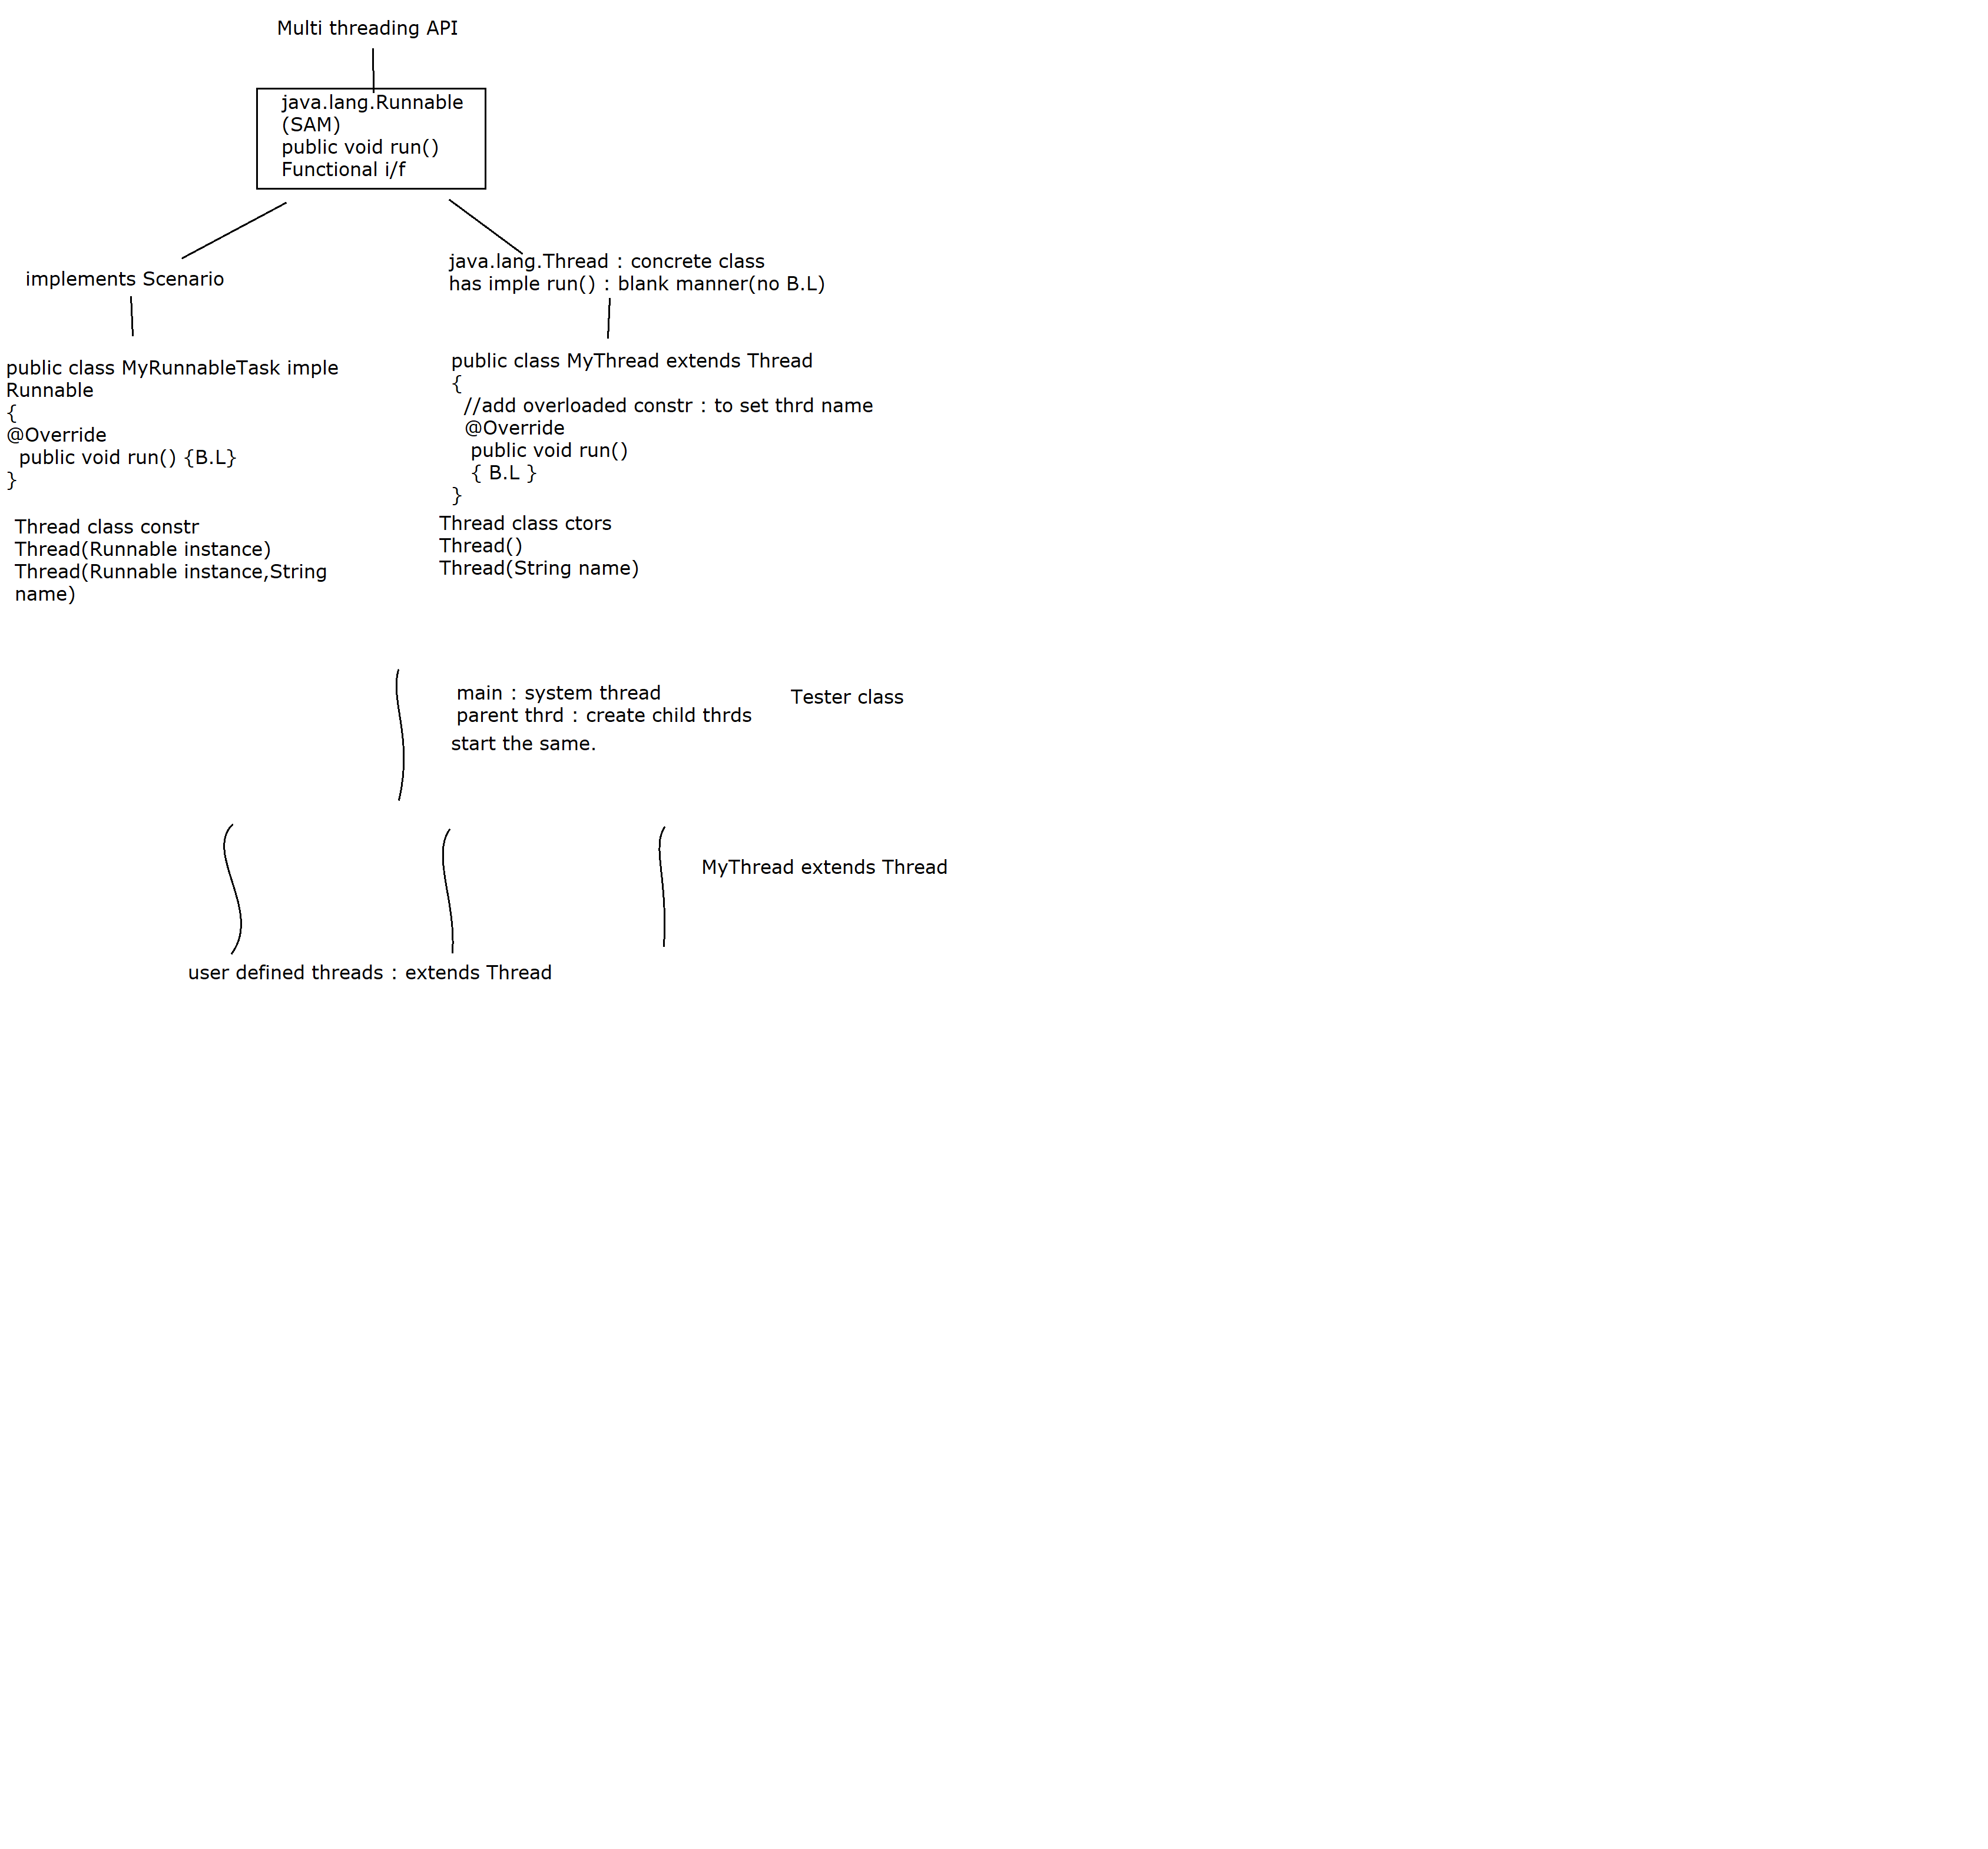 Multi threading API
java.lang.Runnable
(SAM)
public void run()
Functional i/f
implements Scenario
public class MyRunnableTask imple
Runnable
{
@Override
public void run() {B.L}
}
Thread class constr
Thread(Runnable instance)
Thread(Runnable instance,String
name)
java.lang.Thread : concrete class
has imple run() : blank manner(no B.L)
public class MyThread extends Thread
{
//add overloaded constr : to set thrd name
@Override
public void run()
{ B.L }
}
Thread class ctors
Thread()
Thread(String name)
main : system thread
parent thrd : create child thrds
start the same.
Tester class
MyThread extends Thread
user defined threads : extends Thread